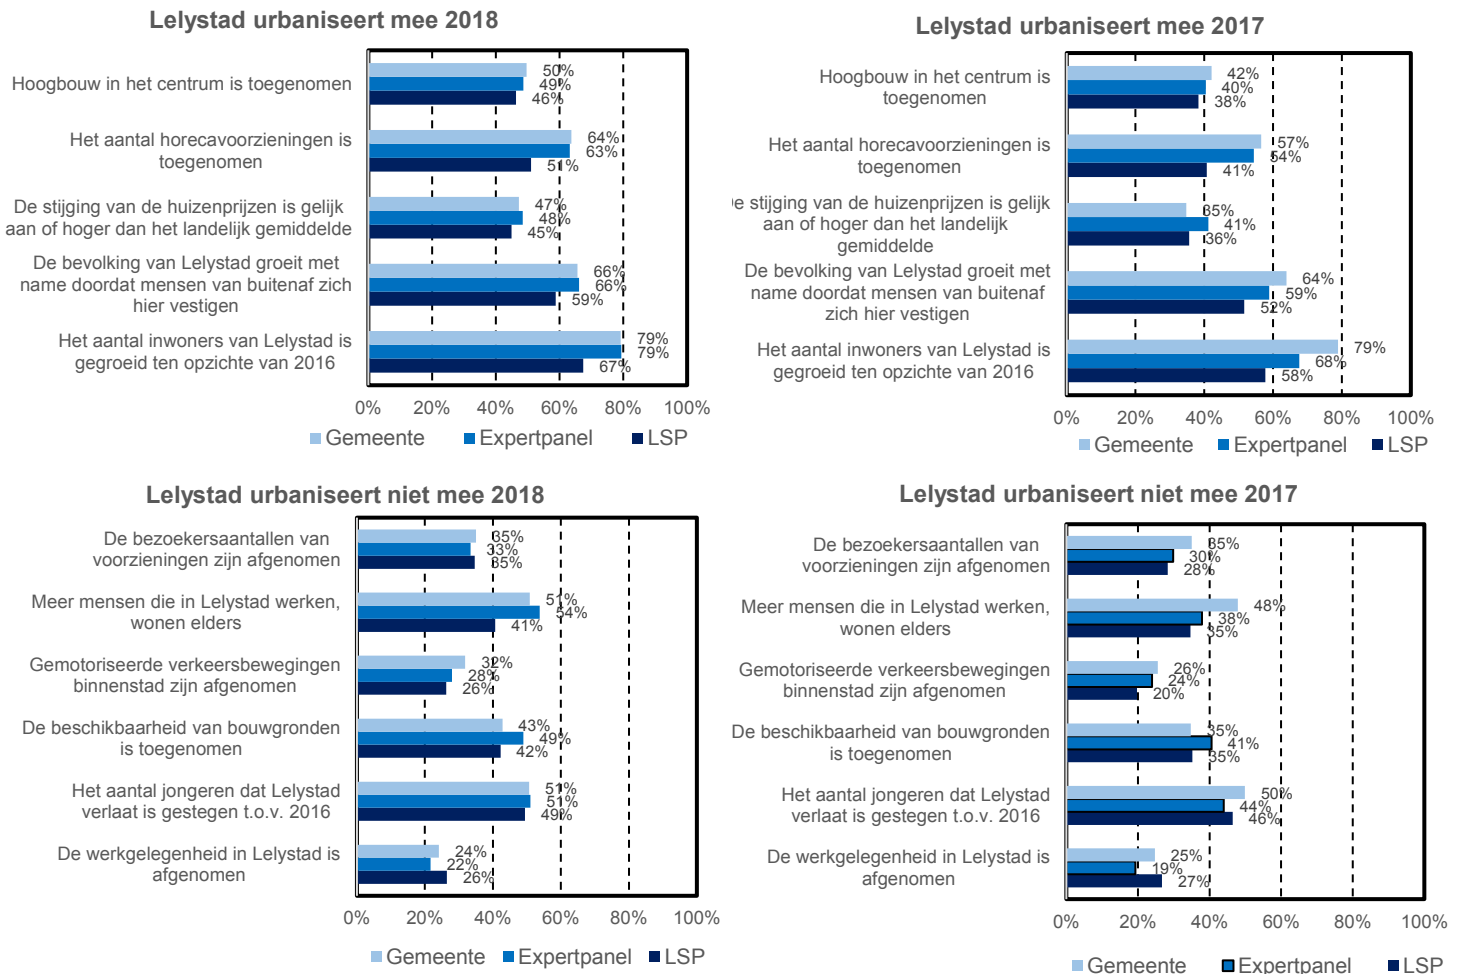 Lelystad urbaniseert mee 2018
Hoogbouw in het centrum is toegenomen
50%
49%
46%
Het aantal horecavoorzieningen is
toegenomen
64%
63%
51%
De stijging van de huizenprijzen is gelijk
aan of hoger dan het landelijk gemiddelde
47%
48%
45%
De bevolking van Lelystad groeit met
name doordat mensen van buitenaf zich
hier vestigen
66%
66%
59%
Het aantal inwoners van Lelystad is
gegroeid ten opzichte van 2016
79%
79%
67%
0% 20% 40% 60% 80% 100%
Gemeente Expertpanel LSP
Lelystad urbaniseert mee 2017
Hoogbouw in het centrum is
toegenomen
42%
40%
38%
Het aantal horecavoorzieningen is
toegenomen
57%
54%
41%
De stijging van de huizenprijzen is gelijk
aan of hoger dan het landelijk
gemiddelde
35%
41%
36%
De bevolking van Lelystad groeit met
name doordat mensen van buitenaf
zich hier vestigen
64%
59%
52%
Het aantal inwoners van Lelystad is
gegroeid ten opzichte van 2016
79%
68%
58%
0% 20% 40% 60% 80% 100%
Gemeente Expertpanel LSP
Lelystad urbaniseert niet mee 2018
De bezoekersaantallen van
voorzieningen zijn afgenomen
35%
33%
35%
Meer mensen die in Lelystad werken,
wonen elders
51%
54%
41%
Gemotoriseerde verkeersbewegingen
binnenstad zijn afgenomen
32%
28%
26%
De beschikbaarheid van bouwgronden
is toegenomen
43%
49%
42%
Het aantal jongeren dat Lelystad
verlaat is gestegen t.o.v. 2016
51%
51%
49%
De werkgelegenheid in Lelystad is
afgenomen
24%
22%
26%
0% 20% 40% 60% 80% 100%
Gemeente Expertpanel LSP
Lelystad urbaniseert niet mee 2017
De bezoekersaantallen van
voorzieningen zijn afgenomen
35%
30%
28%
Meer mensen die in Lelystad werken,
wonen elders
48%
38%
35%
Gemotoriseerde verkeersbewegingen
binnenstad zijn afgenomen
26%
24%
20%
De beschikbaarheid van bouwgronden
is toegenomen
35%
41%
35%
Het aantal jongeren dat Lelystad
verlaat is gestegen t.o.v. 2016
50%
44%
46%
De werkgelegenheid in Lelystad is
afgenomen
25%
19%
27%
0% 20% 40% 60% 80% 100%
Gemeente Expertpanel LSP